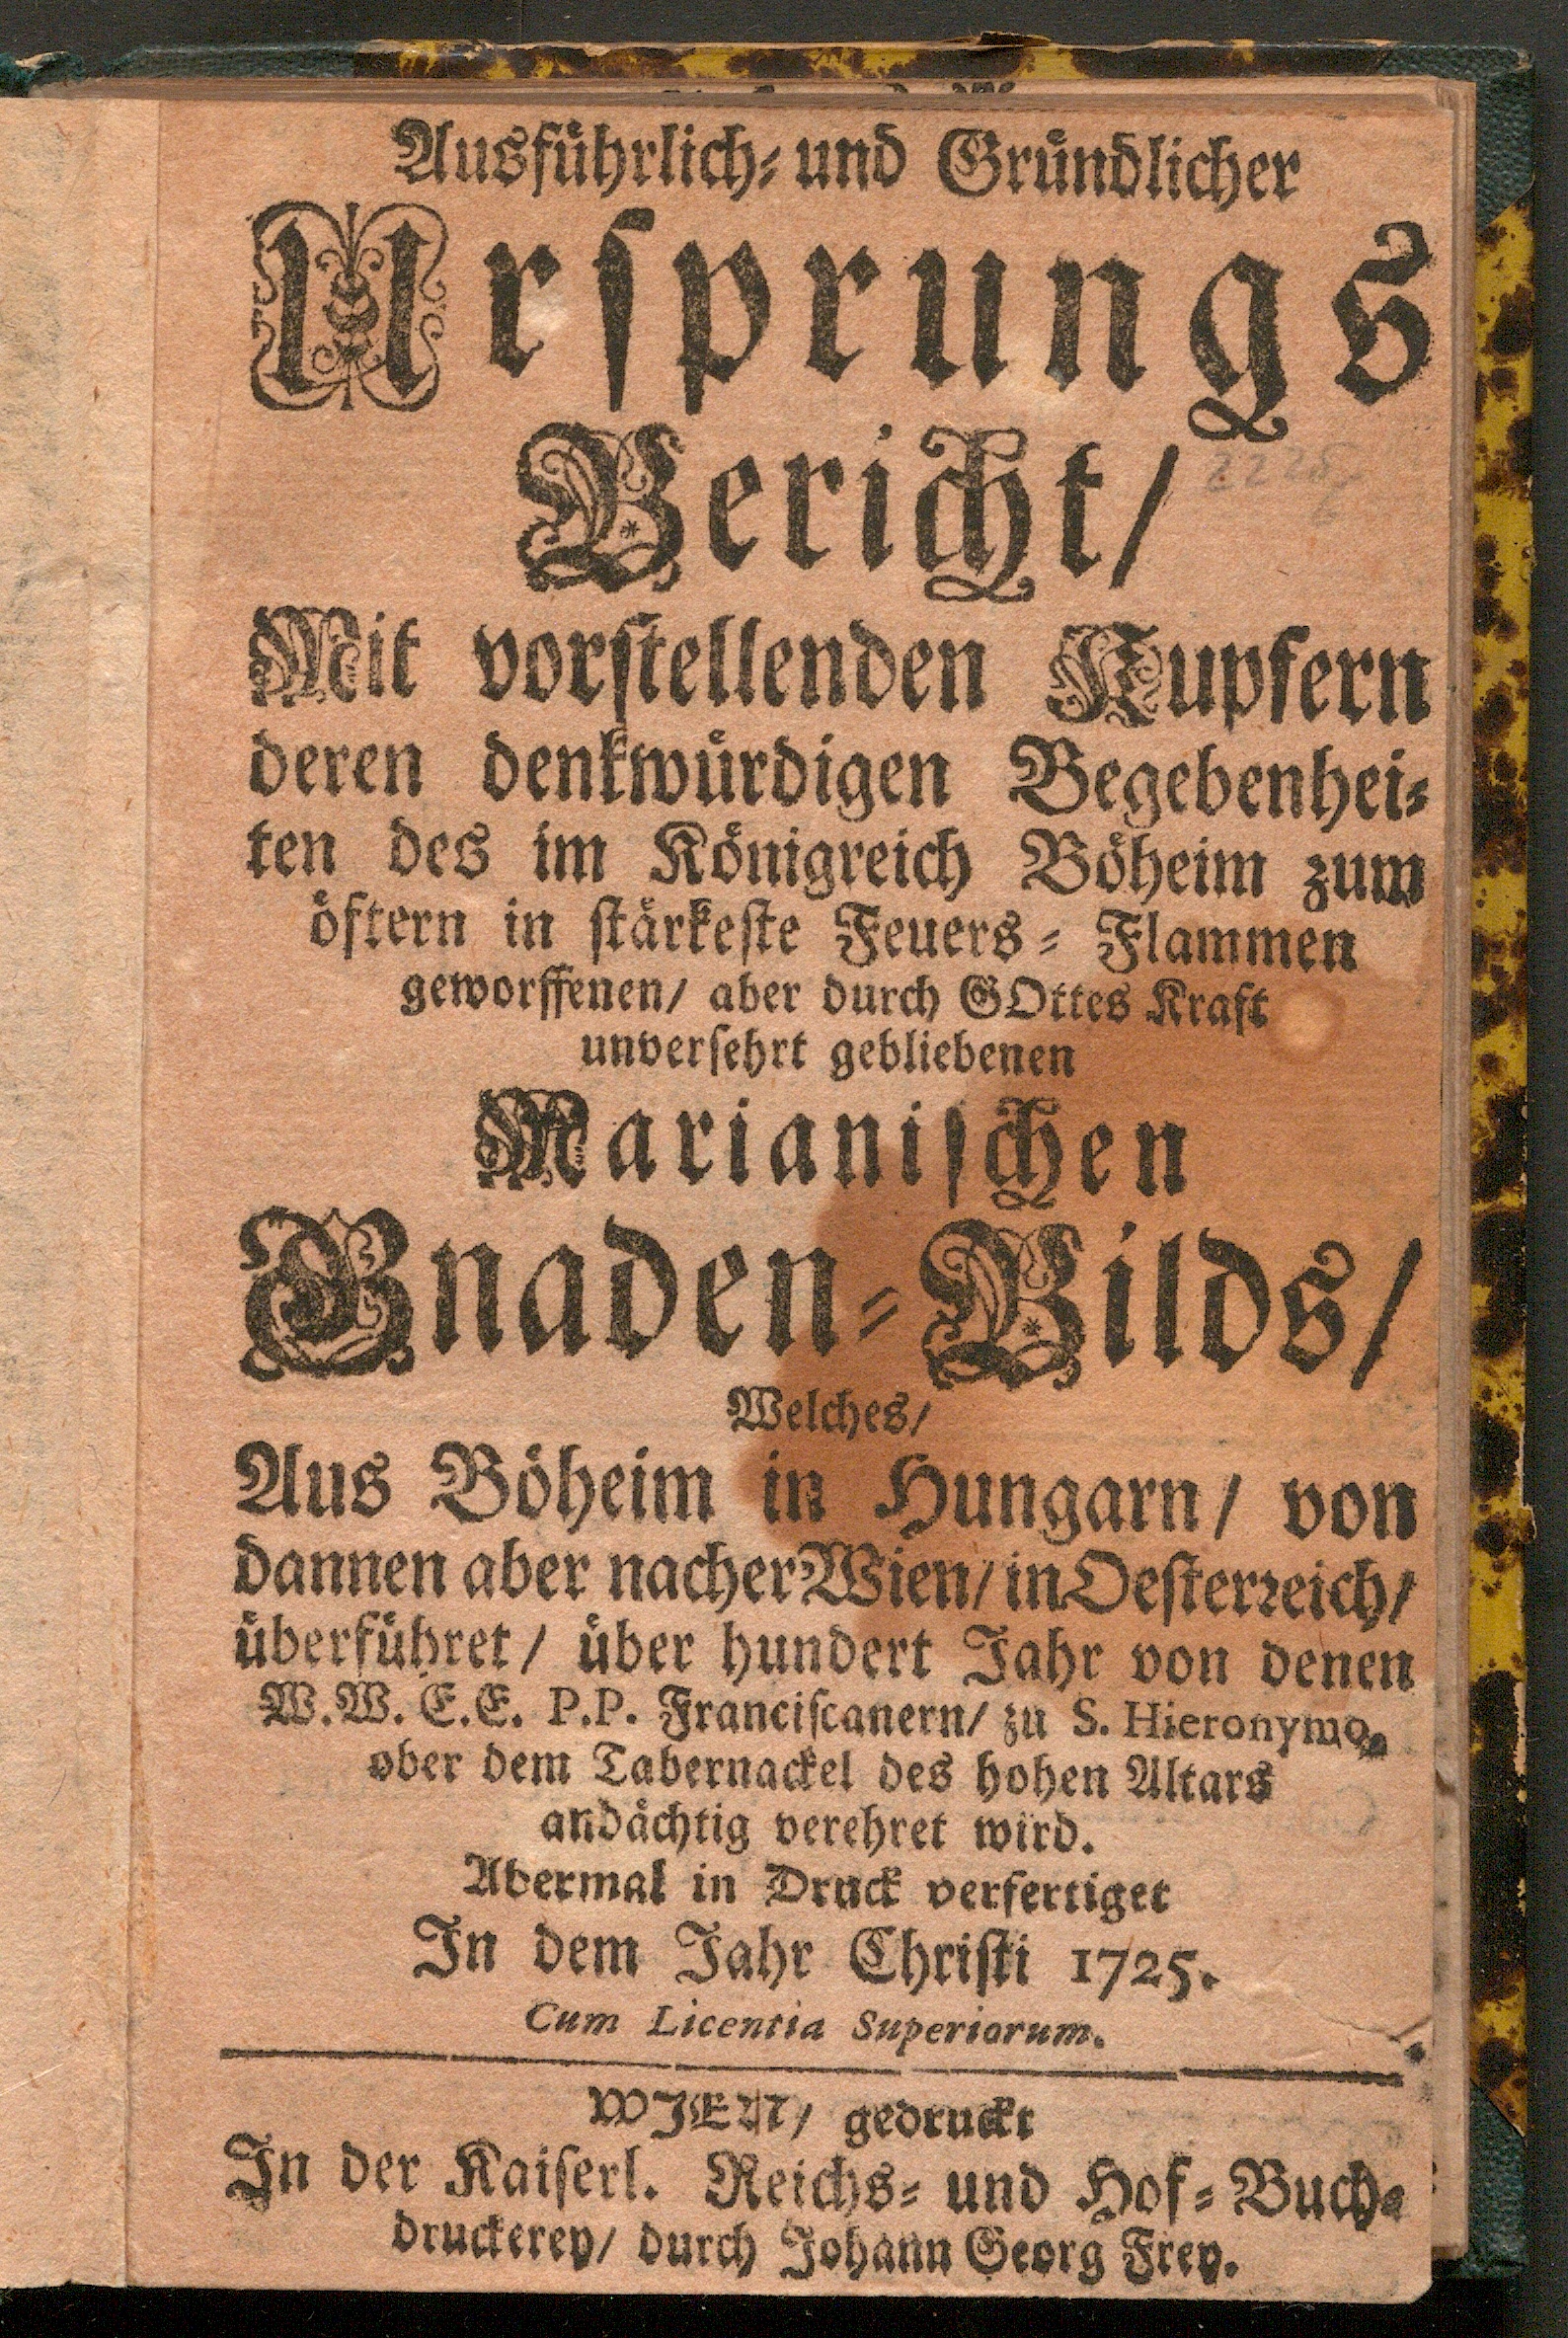 Ausführlich- und Gründlicher
Ursprungs
Bericht/
Mit vorstellenden Kupfern
deren denkwürdigen Begebenhei-
ten des im Königreich Böheim zum
öftern in stärkeste Feuers- Flammen
geworffenen/ aber durch GOttes Kraft
unversehrt gebliebenen
Marianischen
Gnaden-Bilds/
Welches/
Aus Böheim in Hungarn/ von
dannen aber nacher Wien/ in Oesterreich/
überführet/ über hundert Jahr von denen
W.W. E.E. P.P. Franciscanern/ zu S. Hieronymo,
ober dem Tabernackel des hohen Altars
andächtig verehret wird.
Abermal in Druck verfertiget
In dem Jahr Christi 1725.
Cum Licentia Superiorum.
WIEN/ gedruckt
In der Kaiserl. Reichs- und Hof-Buch-
druckerey/ durch Johann Georg Frey.